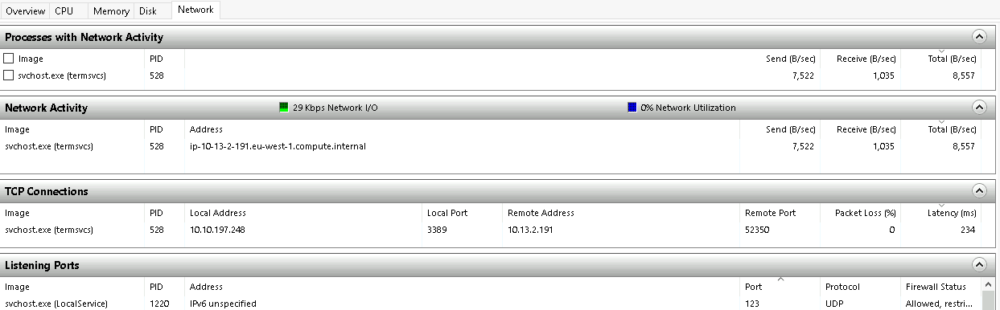 Overview CPU Memory Disk Network
Processes with Network Activity
Image PID Send (B/sec) Receive (B/sec) Total (B/sec)
svchost.exe (termsvcs) 528 7,522 1,035 8,557
Network Activity 29 Kbps Network I/O 0% Network Utilization
Image PID Address Send (B/sec) Receive (B/sec) Total (B/sec)
svchost.exe (termsvcs) 528 ip-10-13-2-191.eu-west-1.compute.internal 7,522 1,035 8,557
TCP Connections
Image PID Local Address Local Port Remote Address Remote Port Packet Loss (%) Latency (ms)
svchost.exe (termsvcs) 528 10.10.197.248 3389 10.13.2.191 52350 0 234
Listening Ports
Image PID Address Port Protocol Firewall Status
svchost.exe (LocalService) 1220 IPv6 unspecified 123 UDP Allowed, restri...